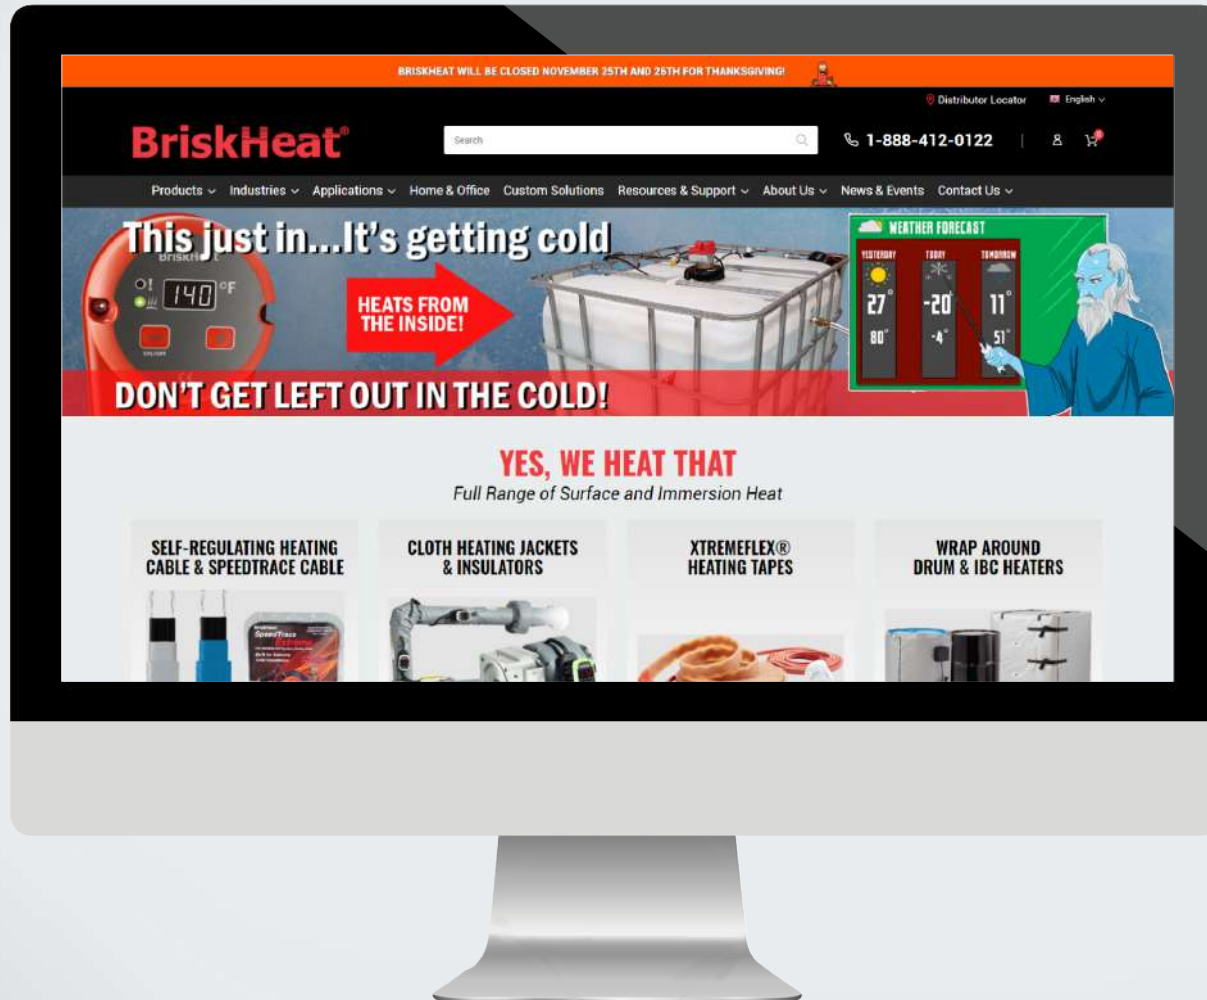 BRISKHEAT WILL BE CLOSED NOVEMBER 25TH AND 26TH FOR THANKSGIVING!
Distributor Locator
English
BriskHeat®
Search
1-888-412-0122
0
Products
Industries
Applications
Home & Office
Custom Solutions
Resources & Support
About Us
News & Events
Contact Us
This just in...It's getting cold
BriskHeat
140 °F
HEATS FROM
THE INSIDE!
WEATHER FORECAST
YESTERDAY TODAY TOMORROW
27° -20° 11°
80° -4° 51°
DON'T GET LEFT OUT IN THE COLD!
YES, WE HEAT THAT
Full Range of Surface and Immersion Heat
SELF-REGULATING HEATING
CABLE & SPEEDTRACE CABLE
CLOTH HEATING JACKETS
& INSULATORS
XTREMEFLEX®
HEATING TAPES
WRAP AROUND
DRUM & IBC HEATERS
SpeedTrace
Extreme